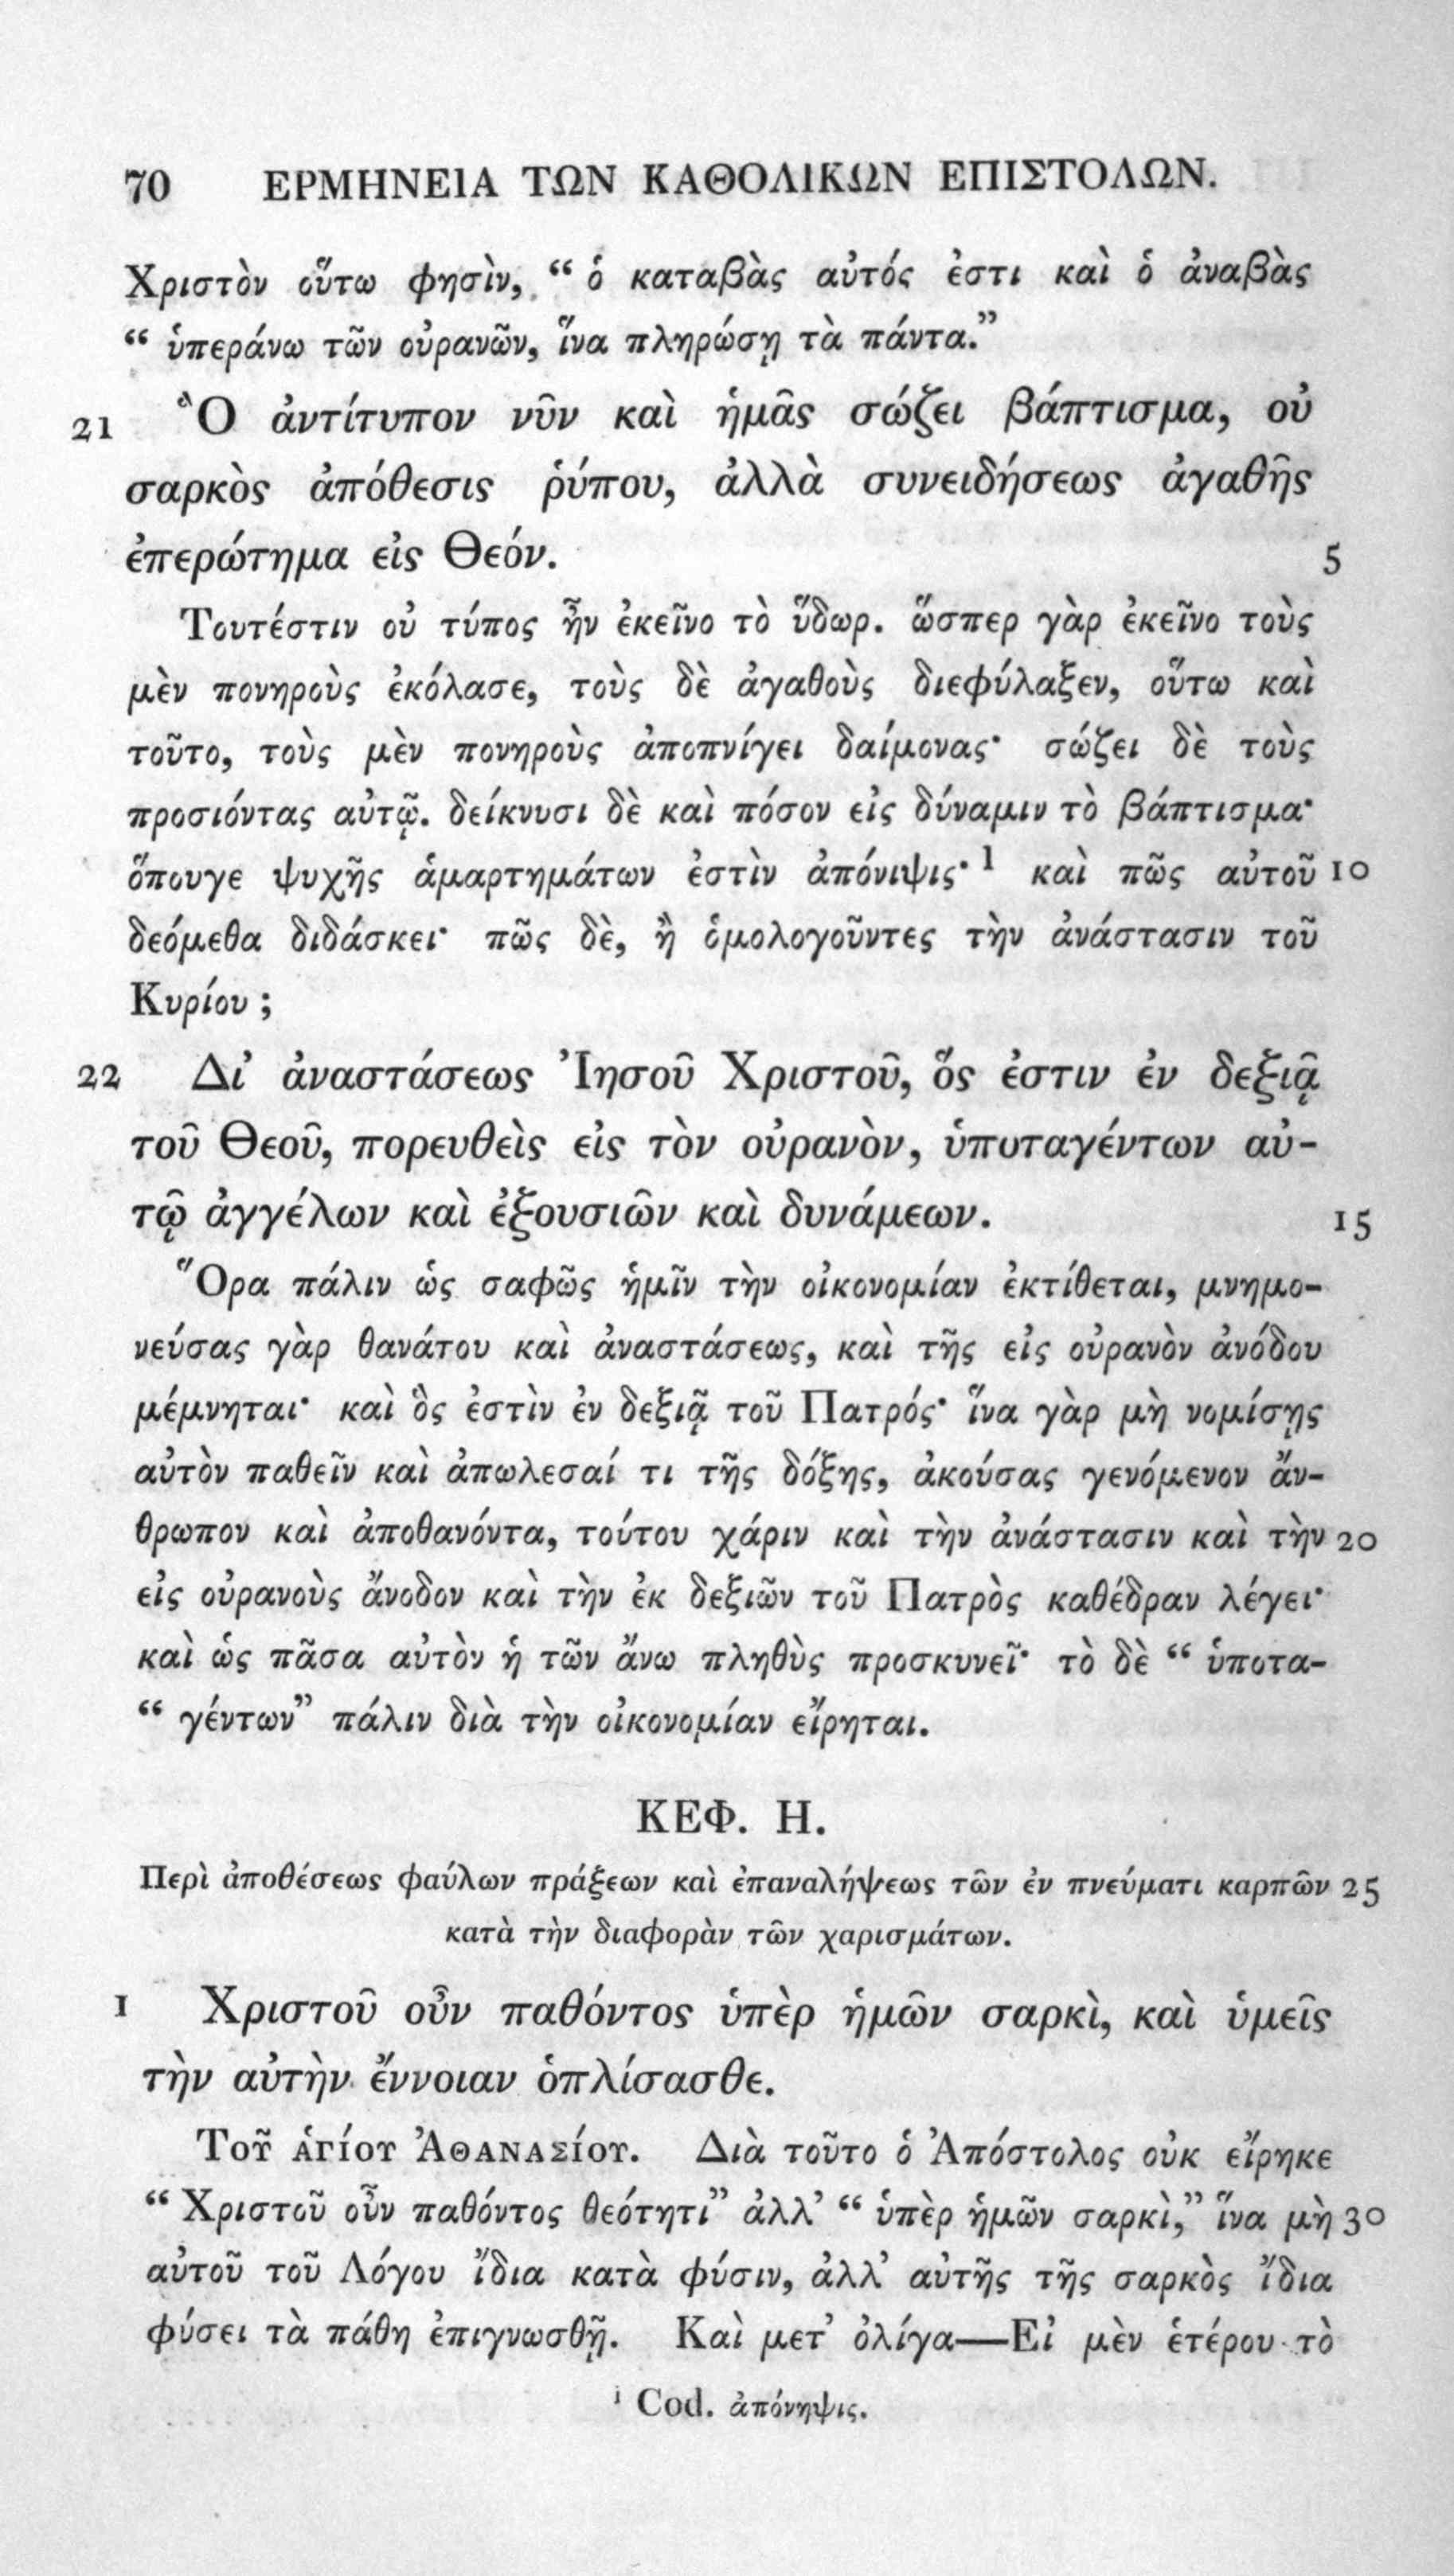 70 ΕΡΜΗΝΕΙΑ ΤΩΝ ΚΑΘΟΛΙΚΩΝ ΕΠΙΣΤΟΛΩΝ.
Χριστὸν οὕτω φησὶν, “ ὁ καταβὰς αὐτός ἐστι καὶ ὁ ἀναβὰς
“ ὑπεράνω τῶν οὐρανῶν, ἵνα πληρώσῃ τὰ πάντα.”
21 Ὃ ἀντίτυπον νῦν καὶ ἡμᾶς σώζει βάπτισμα, οὐ
σαρκὸς ἀπόθεσις ῥύπου, ἀλλὰ συνειδήσεως ἀγαθῆς
ἐπερώτημα εἰς Θεόν. 5
Τουτέστιν οὐ τύπος ἦν ἐκεῖνο τὸ ὕδωρ. ὥσπερ γὰρ ἐκεῖνο τοὺς
μὲν πονηροὺς ἐκόλασε, τοὺς δὲ ἀγαθοὺς διεφύλαξεν, οὕτω καὶ
τοῦτο, τοὺς μὲν πονηροὺς ἀποπνίγει δαίμονας· σώζει δὲ τοὺς
προσιόντας αὐτῷ. δείκνυσι δὲ καὶ πόσον εἰς δύναμιν τὸ βάπτισμα·
ὅπουγε ψυχῆς ἁμαρτημάτων ἐστὶν ἀπόνιψις· ¹ καὶ πῶς αὐτοῦ 10
δεόμεθα διδάσκει· πῶς δὲ, ἢ ὁμολογοῦντες τὴν ἀνάστασιν τοῦ
Κυρίου ;
22 Δι’ ἀναστάσεως Ἰησοῦ Χριστοῦ, ὅς ἐστιν ἐν δεξιᾷ
τοῦ Θεοῦ, πορευθεὶς εἰς τὸν οὐρανὸν, ὑποταγέντων αὐ-
τῷ ἀγγέλων καὶ ἐξουσιῶν καὶ δυνάμεων. 15
Ὅρα πάλιν ὡς σαφῶς ἡμῖν τὴν οἰκονομίαν ἐκτίθεται, μνημο-
νεύσας γὰρ θανάτου καὶ ἀναστάσεως, καὶ τῆς εἰς οὐρανὸν ἀνόδου
μέμνηται· καὶ ὃς ἐστὶν ἐν δεξιᾷ τοῦ Πατρός· ἵνα γὰρ μὴ νομίσῃς
αὐτὸν παθεῖν καὶ ἀπωλεσαί τι τῆς δόξης, ἀκούσας γενόμενον ἄν-
θρωπον καὶ ἀποθανόντα, τούτου χάριν καὶ τὴν ἀνάστασιν καὶ τὴν 20
εἰς οὐρανοὺς ἄνοδον καὶ τὴν ἐκ δεξιῶν τοῦ Πατρὸς καθέδραν λέγει·
καὶ ὡς πᾶσα αὐτὸν ἡ τῶν ἄνω πληθὺς προσκυνεῖ· τὸ δὲ “ ὑποτα-
“ γέντων” πάλιν διὰ τὴν οἰκονομίαν εἴρηται.
ΚΕΦ. Η.
Περὶ ἀποθέσεως φαύλων πράξεων καὶ ἐπαναλήψεως τῶν ἐν πνεύματι καρπῶν 25
κατὰ τὴν διαφορὰν τῶν χαρισμάτων.
1 Χριστοῦ οὖν παθόντος ὑπὲρ ἡμῶν σαρκὶ, καὶ ὑμεῖς
τὴν αὐτὴν ἔννοιαν ὁπλίσασθε.
Τοῦ ἁγίου Ἀθανασίου. Διὰ τοῦτο ὁ Ἀπόστολος οὐκ εἴρηκε
“ Χριστοῦ οὖν παθόντος θεότητι” ἀλλ’ “ ὑπὲρ ἡμῶν σαρκὶ,” ἵνα μὴ 30
αὐτοῦ τοῦ Λόγου ἴδια κατὰ φύσιν, ἀλλ’ αὐτῆς τῆς σαρκὸς ἴδια
φύσει τὰ πάθη ἐπιγνωσθῇ. Καὶ μετ’ ὀλίγα—Εἰ μὲν ἑτέρου τὸ
¹ Cod. ἀπόνηψις.